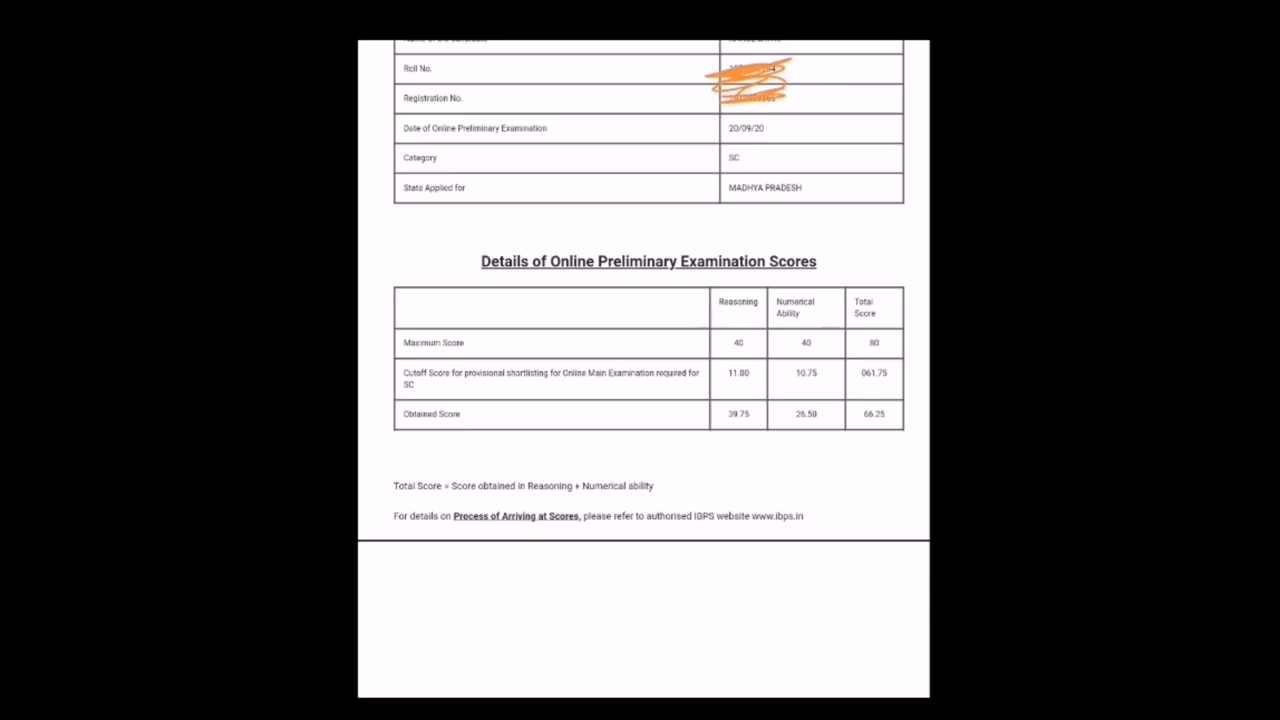 Roll No.
Registration No.
Date of Online Preliminary Examination 20/09/20
Category SC
State Applied for MADHYA PRADESH
Details of Online Preliminary Examination Scores
Reasoning Numerical Ability Total Score
Maximum Score 40 40 80
Cutoff Score for provisional shortlisting for Online Main Examination required for SC 11.00 10.75 061.75
Obtained Score 39.75 26.50 66.25
Total Score = Score obtained in Reasoning + Numerical ability
For details on Process of Arriving at Scores, please refer to authorised IBPS website www.ibps.in